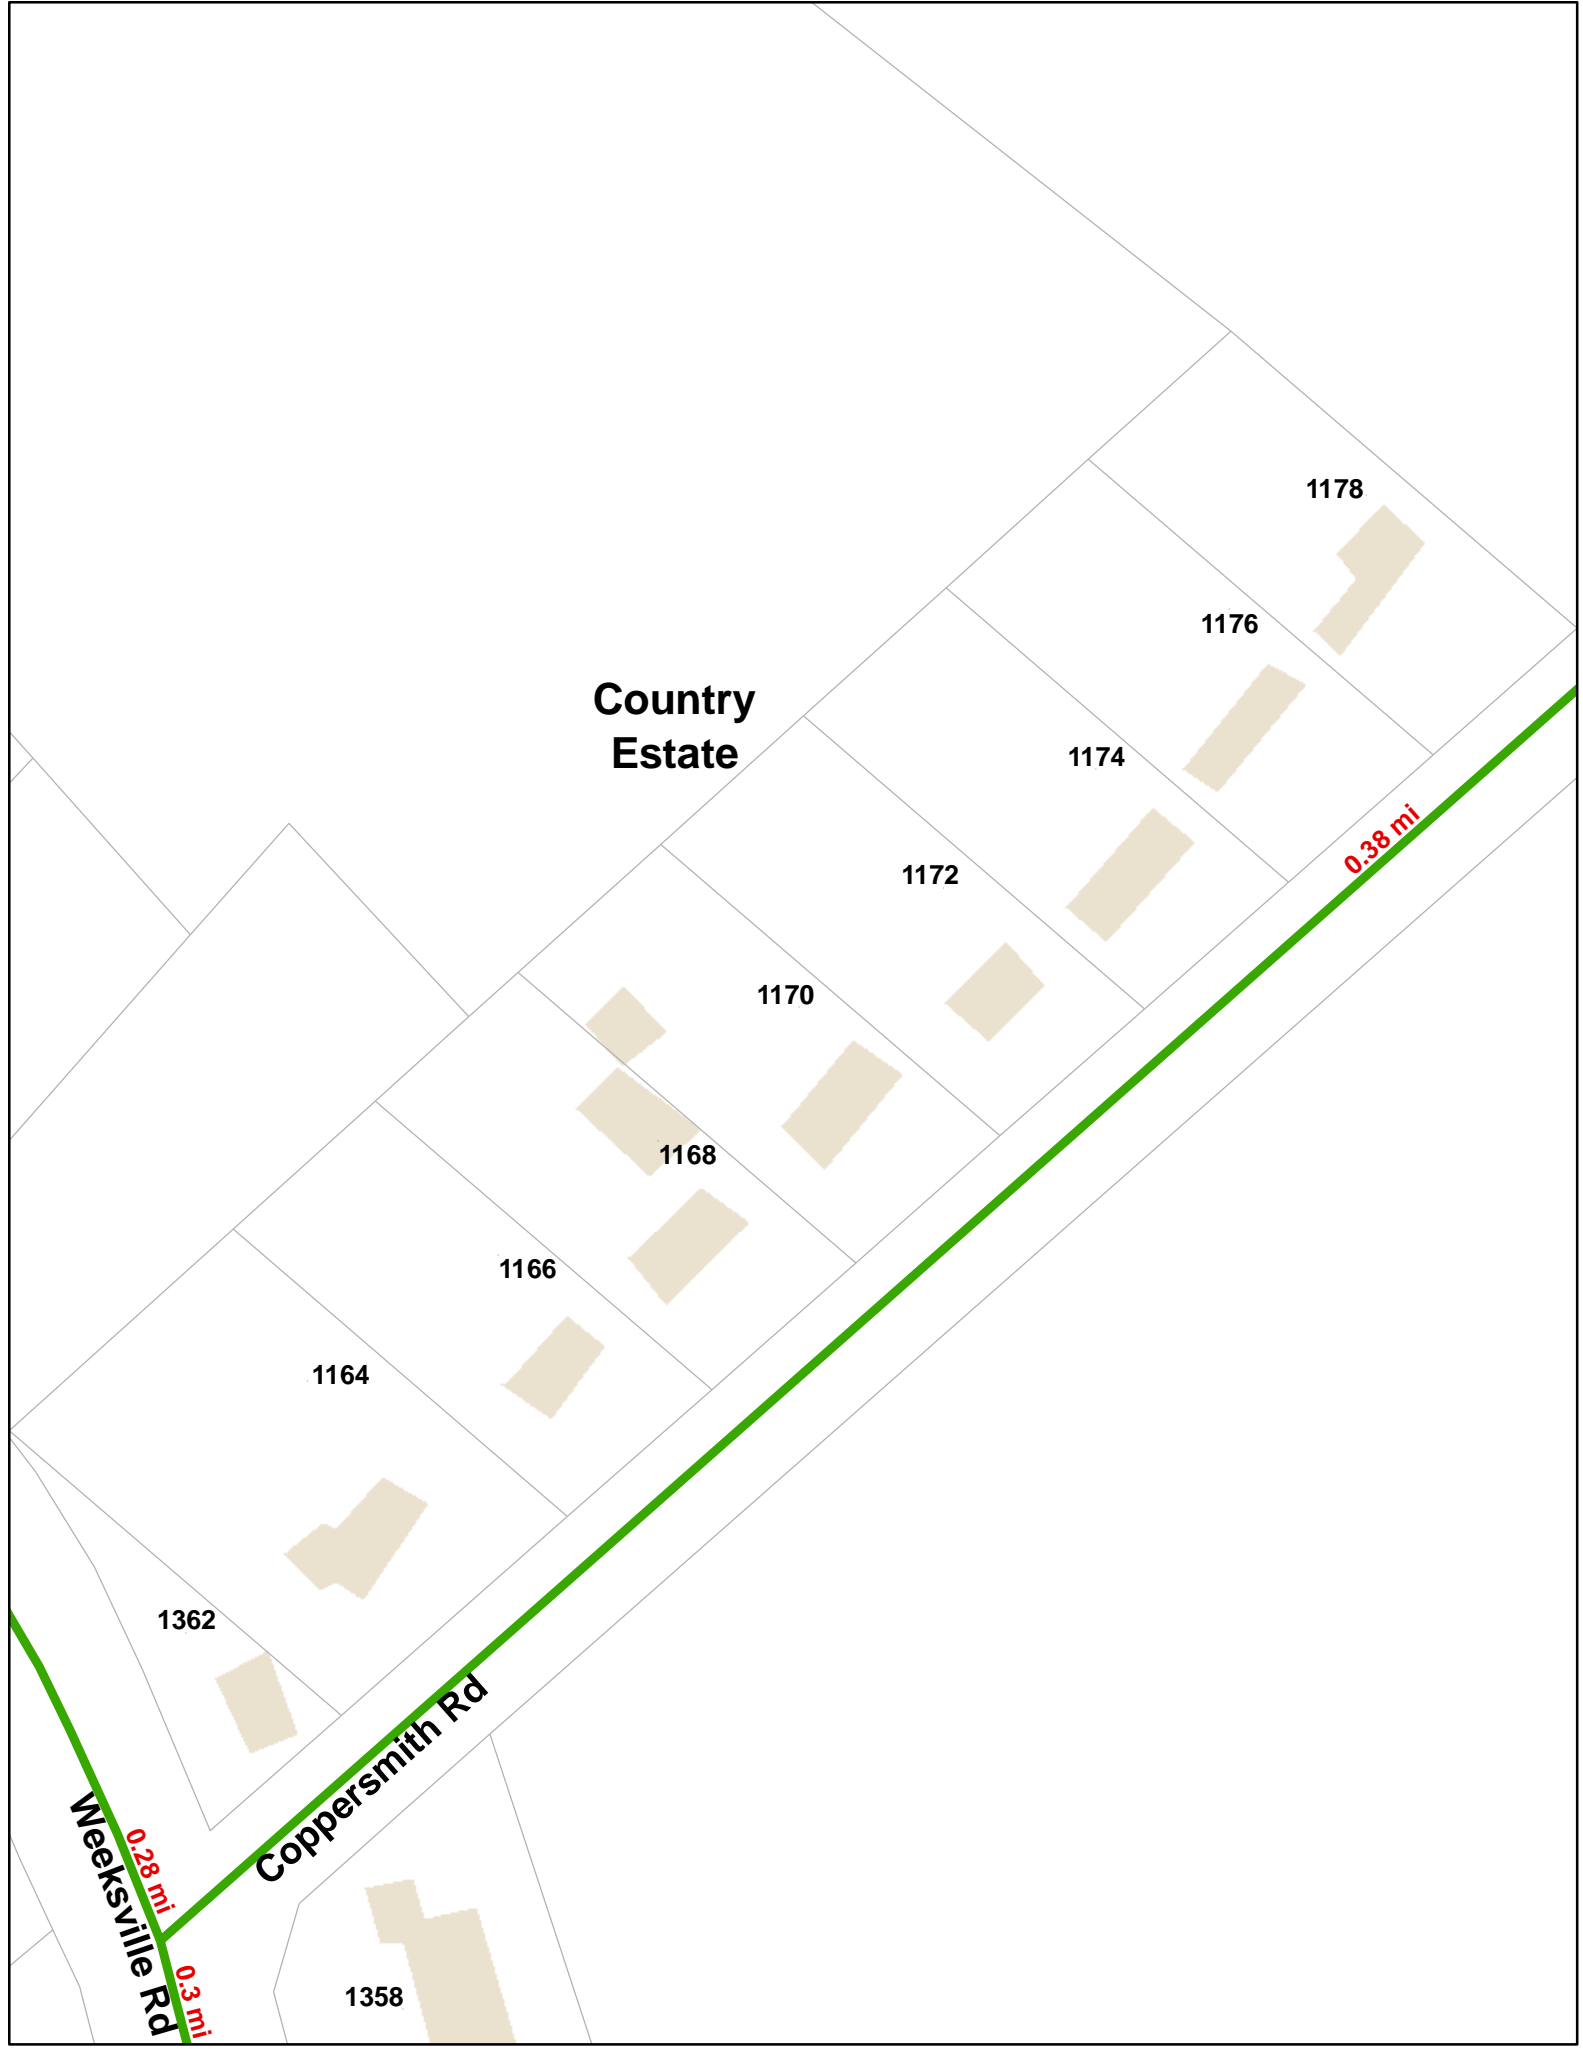 1178
1176
Country
Estate
1174
0.38 mi
1172
1170
1168
1166
1164
1362
Coppersmith Rd
Weeksville Rd
0.28 mi
0.3 mi
1358